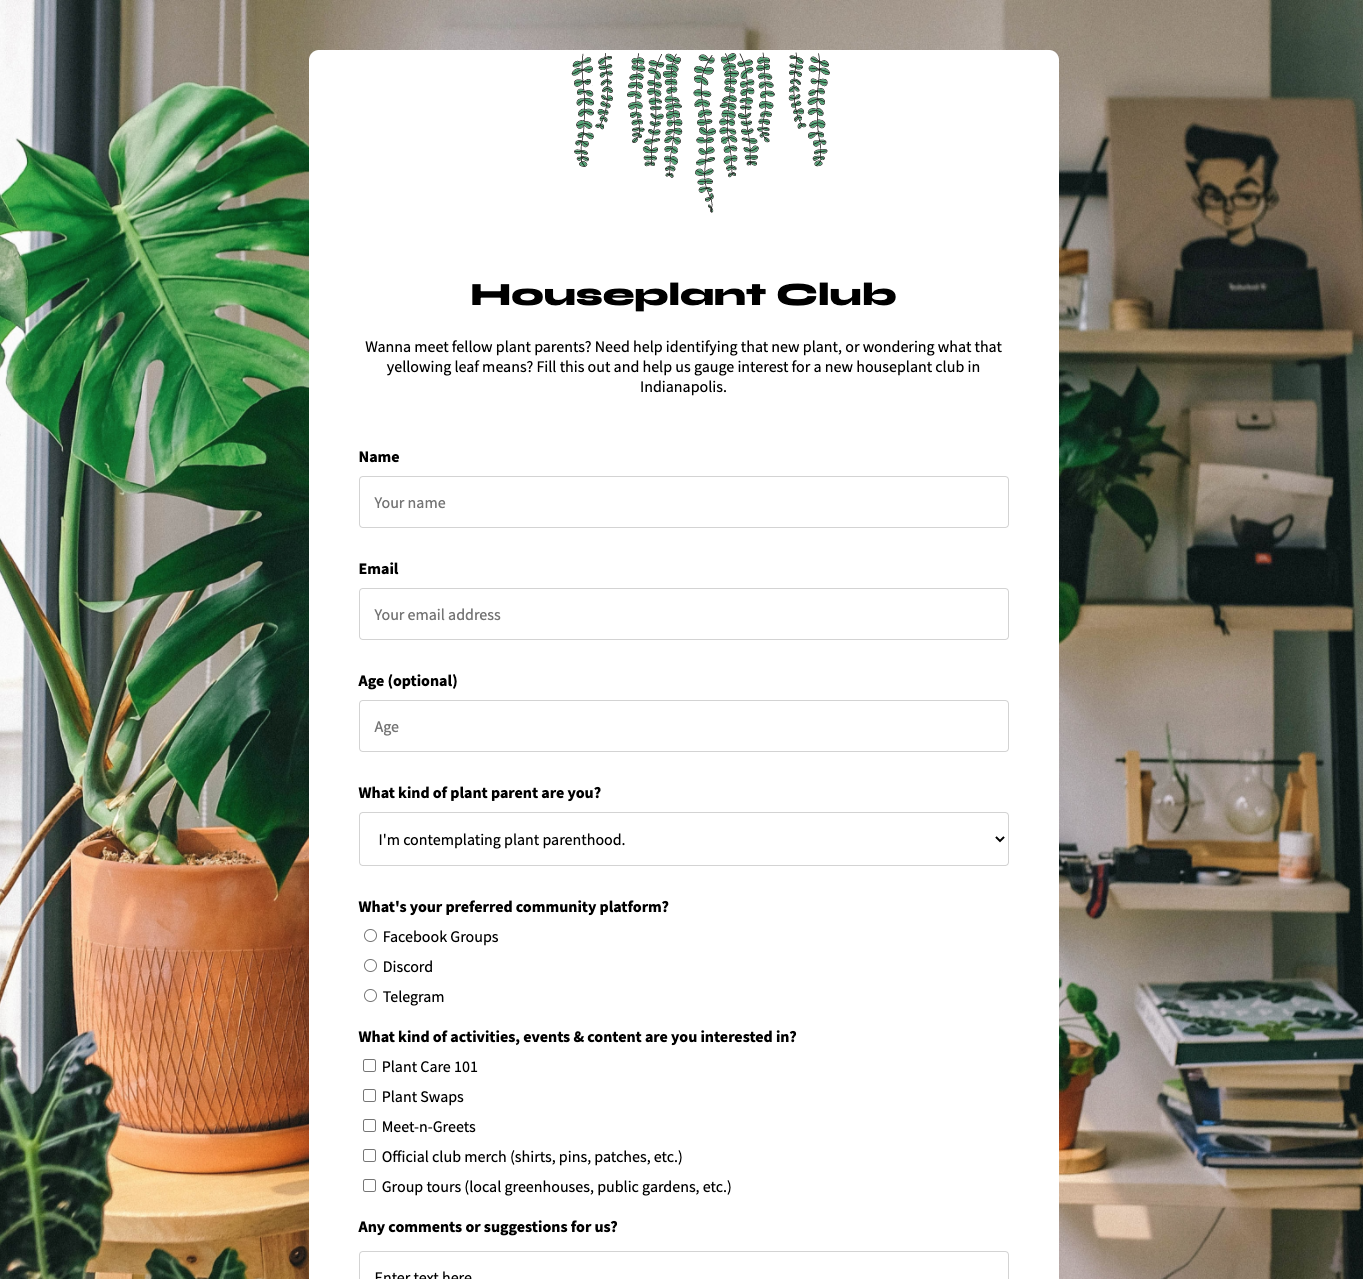 Houseplant Club
Wanna meet fellow plant parents? Need help identifying that new plant, or wondering what that
yellowing leaf means? Fill this out and help us gauge interest for a new houseplant club in
Indianapolis.
Name
Your name
Email
Your email address
Age (optional)
Age
What kind of plant parent are you?
I'm contemplating plant parenthood.
What's your preferred community platform?
Facebook Groups
Discord
Telegram
What kind of activities, events & content are you interested in?
Plant Care 101
Plant Swaps
Meet-n-Greets
Official club merch (shirts, pins, patches, etc.)
Group tours (local greenhouses, public gardens, etc.)
Any comments or suggestions for us?
Enter text here